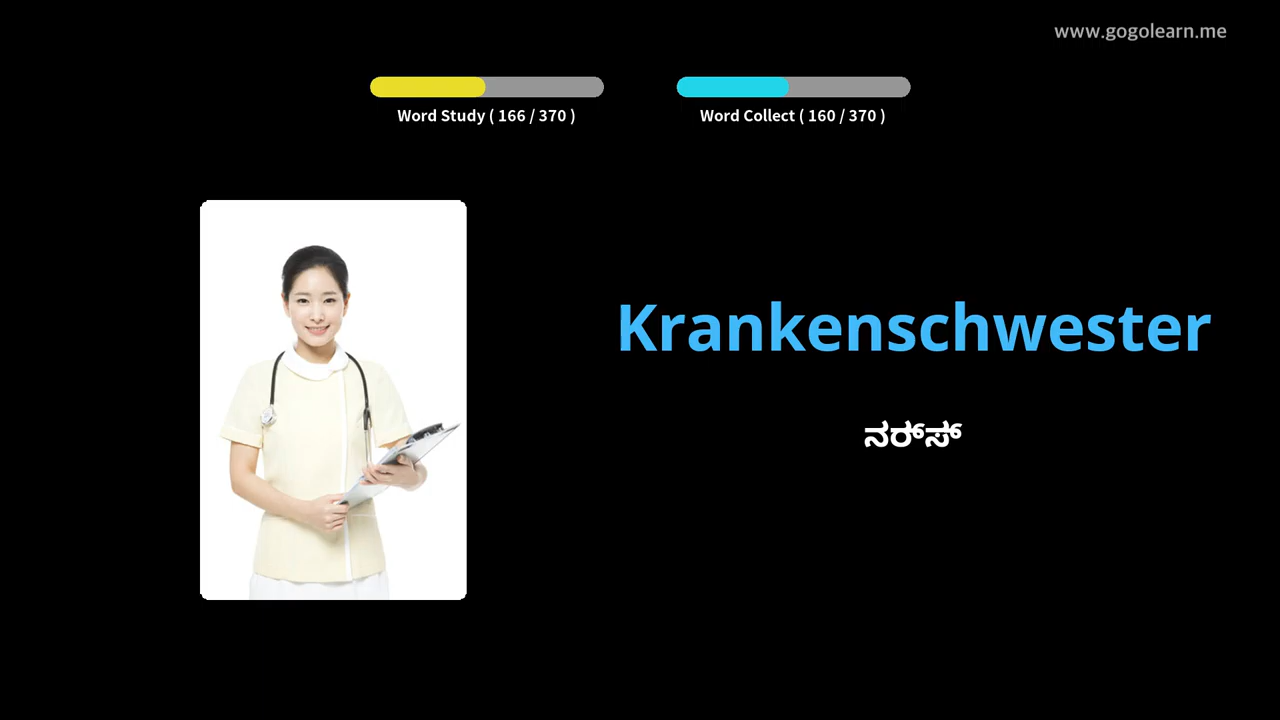 www.gogolearn.me
Word Study ( 166 / 370 )
Word Collect ( 160 / 370 )
Krankenschwester
ನರ್ಸ್